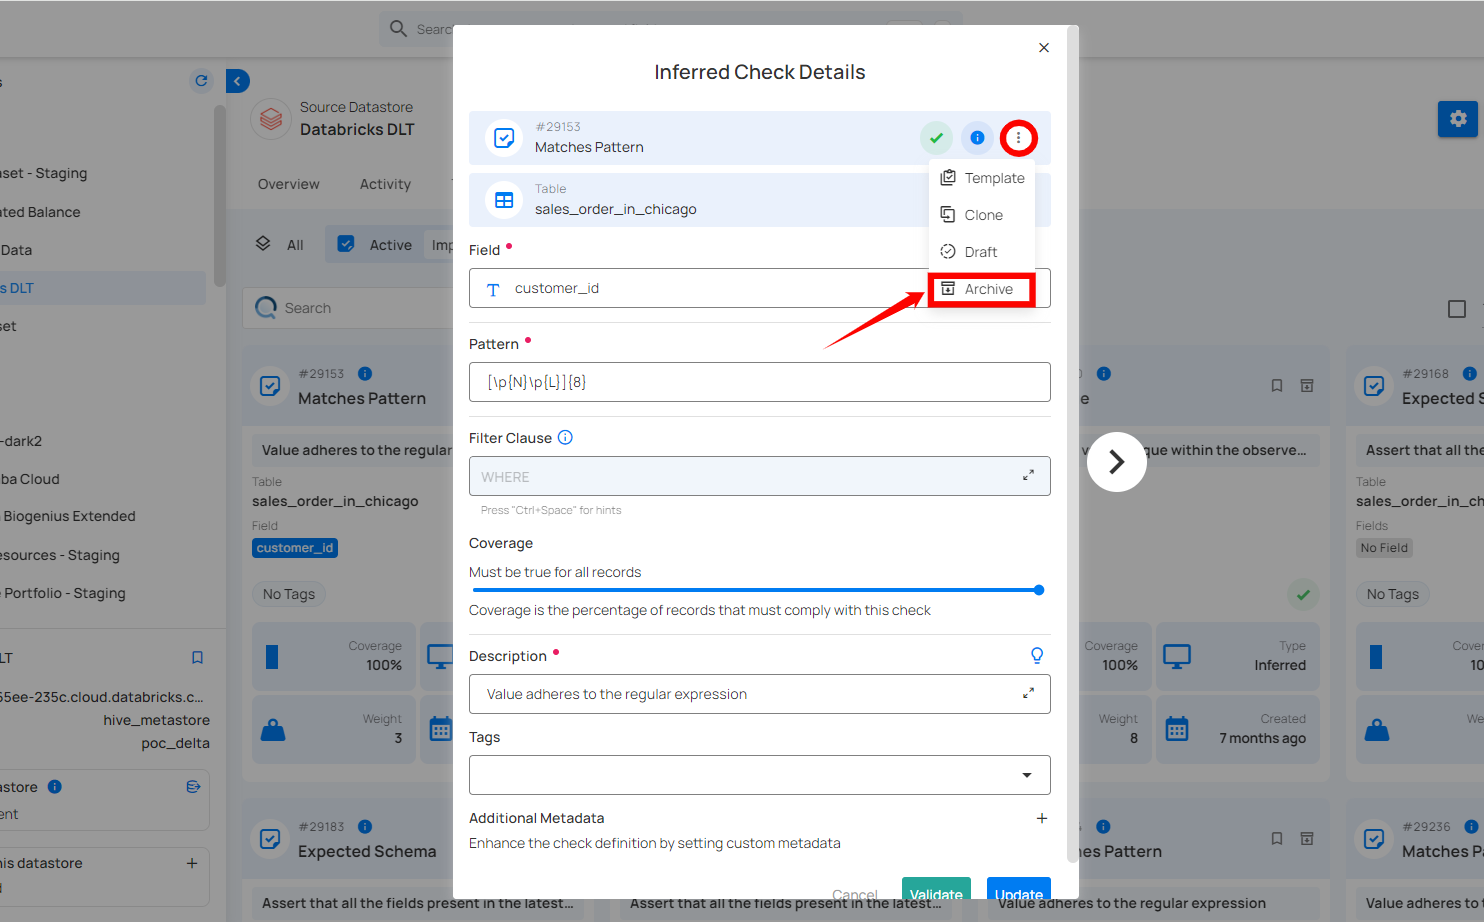 Searc
Source Datastore
Databricks DLT
Overview
Activity
set - Staging
ated Balance
Data
s DLT
set
-dark2
ba Cloud
Biogenius Extended
esources - Staging
Portfolio - Staging
LT
55ee-235c.cloud.databricks.c...
hive_metastore
poc_delta
astore
ent
his datastore
All
Active
Imp
Search
#29153
Matches Pattern
Value adheres to the regular
Table
sales_order_in_chicago
Field
customer_id
No Tags
Coverage
100%
Weight
3
#29183
Expected Schema
Assert that all the fields present in the latest...
Inferred Check Details
#29153
Matches Pattern
Template
Clone
Draft
Archive
Table
sales_order_in_chicago
Field
customer_id
Pattern
[\p{N}\p{L}]{8}
Filter Clause
WHERE
Press "Ctrl+Space" for hints
Coverage
Must be true for all records
Coverage is the percentage of records that must comply with this check
Description
Value adheres to the regular expression
Tags
Additional Metadata
Enhance the check definition by setting custom metadata
Cancel
Validate
Update
Assert that all the fields present in the latest...
que within the observe...
Coverage
100%
Type
Inferred
Weight
8
Created
7 months ago
es Pattern
Value adheres to the regular expression
#29168
Expected S
Assert that all the
Table
sales_order_in_ch
Fields
No Field
No Tags
Cover
10
We
#29236
Matches Pa
Value adheres to